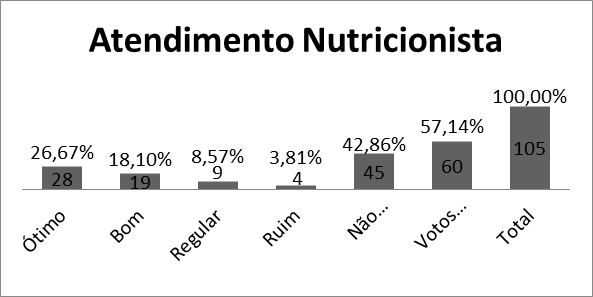 Atendimento Nutricionista
26,67% 18,10% 8,57% 3,81% 42,86% 57,14% 100,00%
28 19 9 4 45 60 105
Ótimo Bom Regular Ruim Não... Votos... Total